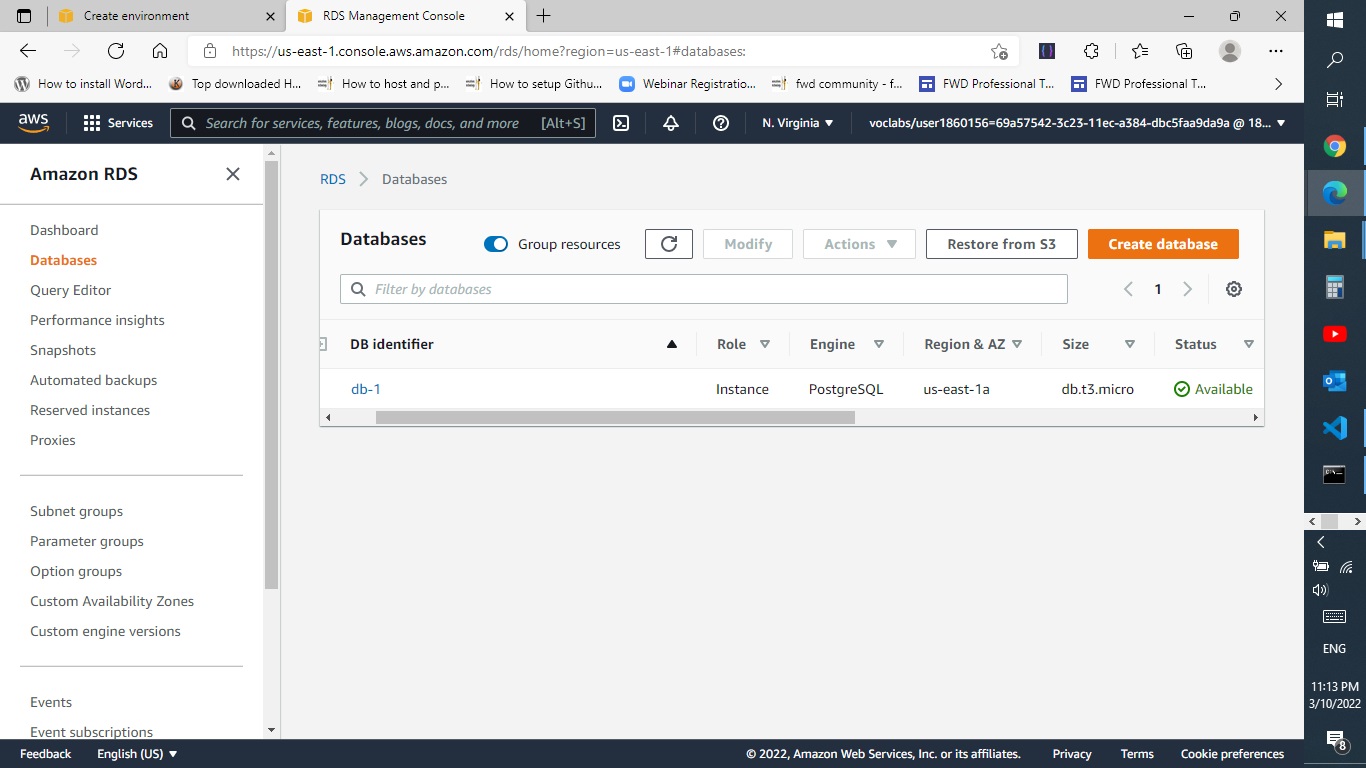 Create environment
RDS Management Console
https://us-east-1.console.aws.amazon.com/rds/home?region=us-east-1#databases:
How to install Word...
Top downloaded H...
How to host and p...
How to setup Githu...
Webinar Registratio...
fwd community - f...
FWD Professional T...
FWD Professional T...
aws
Services
Search for services, features, blogs, docs, and more [Alt+S]
N. Virginia
voclabs/user1860156=69a57542-3c23-11ec-a384-dbc5faa9da9a @ 18...
Amazon RDS
Dashboard
Databases
Query Editor
Performance insights
Snapshots
Automated backups
Reserved instances
Proxies
Subnet groups
Parameter groups
Option groups
Custom Availability Zones
Custom engine versions
Events
Event subscriptions
RDS
Databases
Databases
Group resources
Modify
Actions
Restore from S3
Create database
Filter by databases
1
DB identifier Role Engine Region & AZ Size Status
db-1 Instance PostgreSQL us-east-1a db.t3.micro Available
Feedback
English (US)
© 2022, Amazon Web Services, Inc. or its affiliates.
Privacy
Terms
Cookie preferences
ENG
11:13 PM
3/10/2022
8